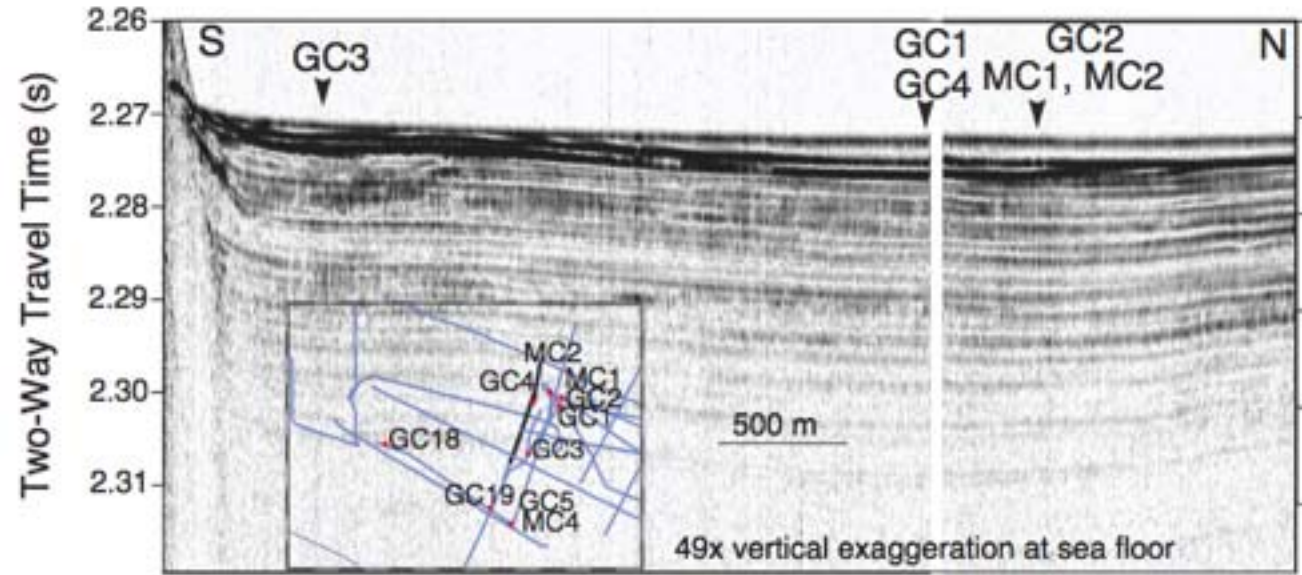 2.26
S
GC3
GC1
GC4
GC2
MC1, MC2
N
2.27
2.28
2.29
2.30
2.31
Two-Way Travel Time (s)
MC2
GC4
MC1
GC2
GC1
GC3
GC18
GC19
GC5
MC4
500 m
49x vertical exaggeration at sea floor